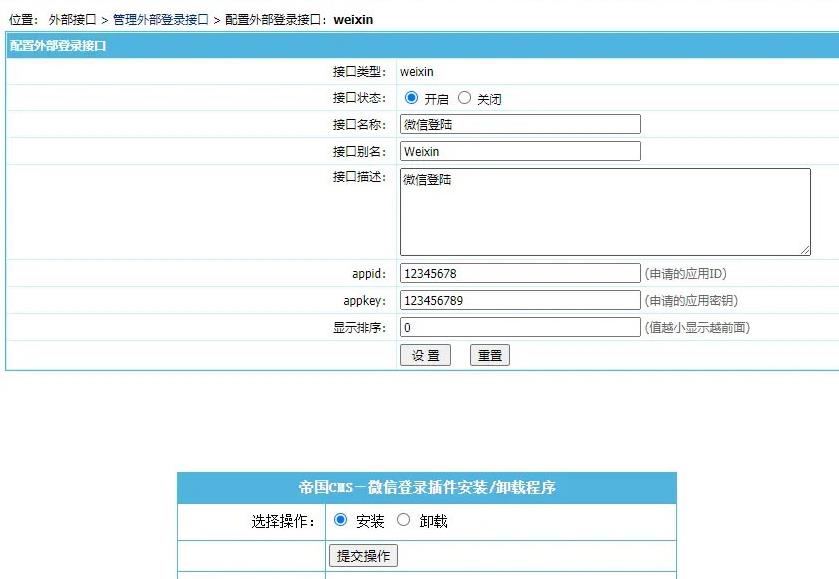 位置： 外部接口 > 管理外部登录接口 > 配置外部登录接口：weixin
配置外部登录接口
接口类型： weixin
接口状态： 开启 关闭
接口名称： 微信登陆
接口别名： Weixin
接口描述： 微信登陆
appid： 12345678 (申请的应用ID)
appkey： 123456789 (申请的应用密钥)
显示排序： 0 (值越小显示越前面)
设 置 重置
帝国CMS－微信登录插件安装/卸载程序
选择操作： 安装 卸载
提交操作